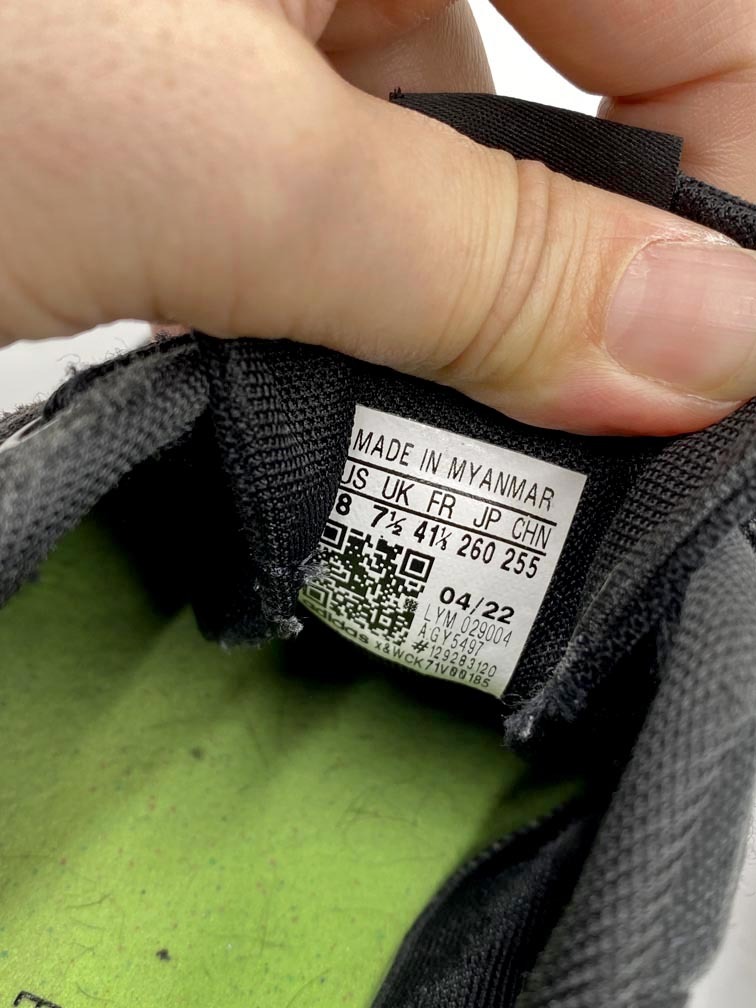 MADE IN MYANMAR
US UK FR JP CHN
8 7½ 41⅓ 260 255
04/22
LYM 029004
AGY5497
#129283120
adidas x&WCK71V00185